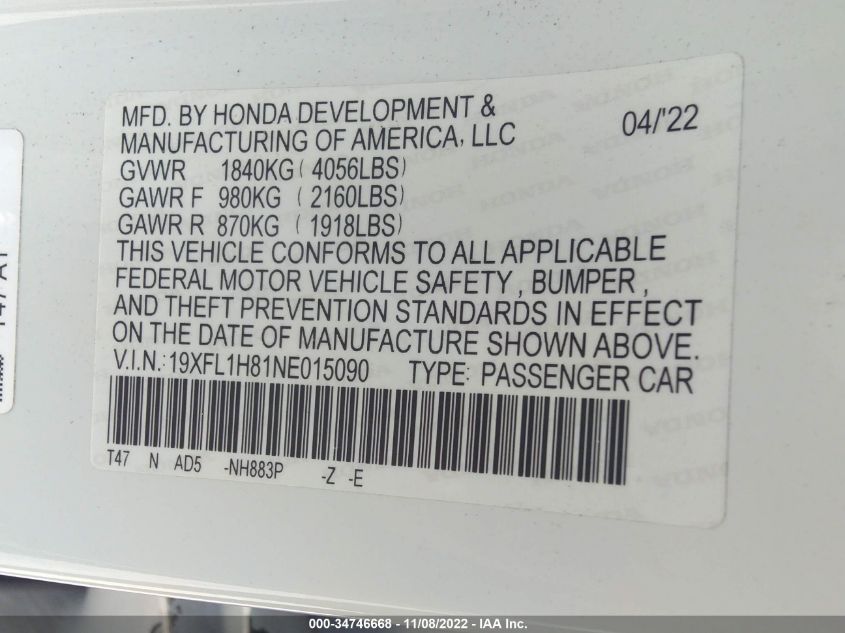 MFD. BY HONDA DEVELOPMENT &
MANUFACTURING OF AMERICA, LLC 04/'22
GVWR 1840KG ( 4056LBS)
GAWR F 980KG ( 2160LBS)
GAWR R 870KG ( 1918LBS)
THIS VEHICLE CONFORMS TO ALL APPLICABLE
FEDERAL MOTOR VEHICLE SAFETY, BUMPER,
AND THEFT PREVENTION STANDARDS IN EFFECT
ON THE DATE OF MANUFACTURE SHOWN ABOVE.
V.I.N.:19XFL1H81NE015090 TYPE: PASSENGER CAR
T47 N AD5 -NH883P -Z -E
000-34746668 - 11/08/2022 - IAA Inc.